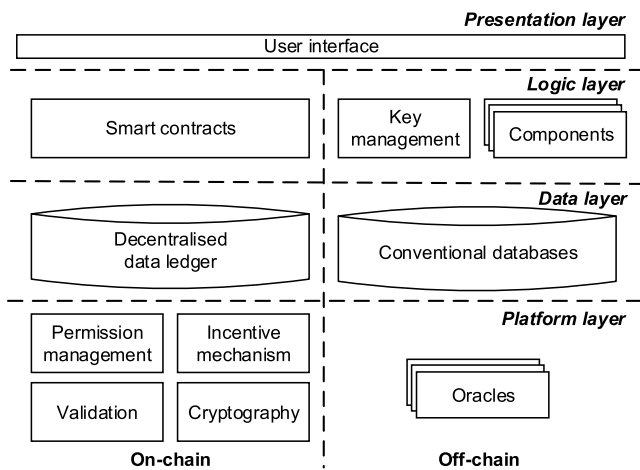 Presentation layer
User interface
Logic layer
Smart contracts
Key
management
Components
Data layer
Decentralised
data ledger
Conventional databases
Platform layer
Permission
management
Incentive
mechanism
Validation
Cryptography
Oracles
On-chain
Off-chain